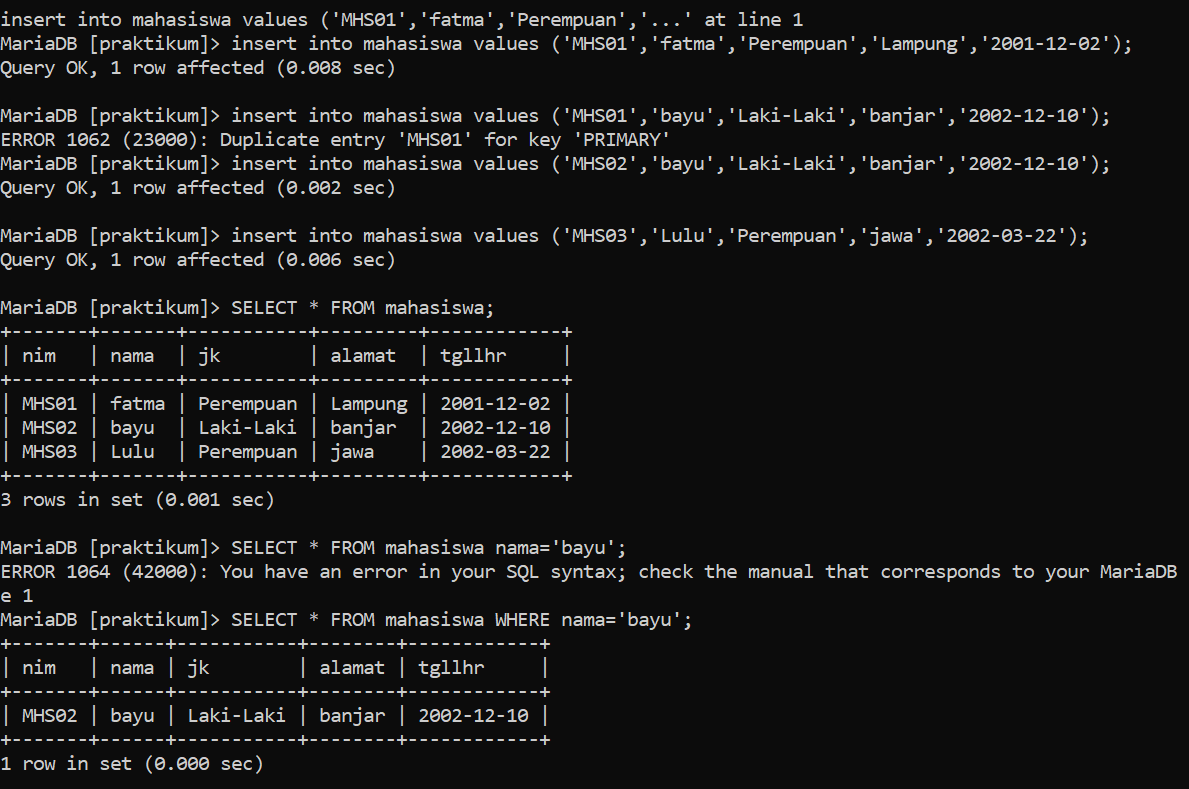 insert into mahasiswa values ('MHS01','fatma','Perempuan','...' at line 1
MariaDB [praktikum]> insert into mahasiswa values ('MHS01','fatma','Perempuan','Lampung','2001-12-02');
Query OK, 1 row affected (0.008 sec)
MariaDB [praktikum]> insert into mahasiswa values ('MHS01','bayu','Laki-Laki','banjar','2002-12-10');
ERROR 1062 (23000): Duplicate entry 'MHS01' for key 'PRIMARY'
MariaDB [praktikum]> insert into mahasiswa values ('MHS02','bayu','Laki-Laki','banjar','2002-12-10');
Query OK, 1 row affected (0.002 sec)
MariaDB [praktikum]> insert into mahasiswa values ('MHS03','Lulu','Perempuan','jawa','2002-03-22');
Query OK, 1 row affected (0.006 sec)
MariaDB [praktikum]> SELECT * FROM mahasiswa;
+-------+-------+-----------+---------+------------+
| nim   | nama  | jk        | alamat  | tgllhr     |
+-------+-------+-----------+---------+------------+
| MHS01 | fatma | Perempuan | Lampung | 2001-12-02 |
| MHS02 | bayu  | Laki-Laki | banjar  | 2002-12-10 |
| MHS03 | Lulu  | Perempuan | jawa    | 2002-03-22 |
+-------+-------+-----------+---------+------------+
3 rows in set (0.001 sec)
MariaDB [praktikum]> SELECT * FROM mahasiswa nama='bayu';
ERROR 1064 (42000): You have an error in your SQL syntax; check the manual that corresponds to your MariaDB
e 1
MariaDB [praktikum]> SELECT * FROM mahasiswa WHERE nama='bayu';
+-------+------+-----------+--------+------------+
| nim   | nama | jk        | alamat | tgllhr     |
+-------+------+-----------+--------+------------+
| MHS02 | bayu | Laki-Laki | banjar | 2002-12-10 |
+-------+------+-----------+--------+------------+
1 row in set (0.000 sec)